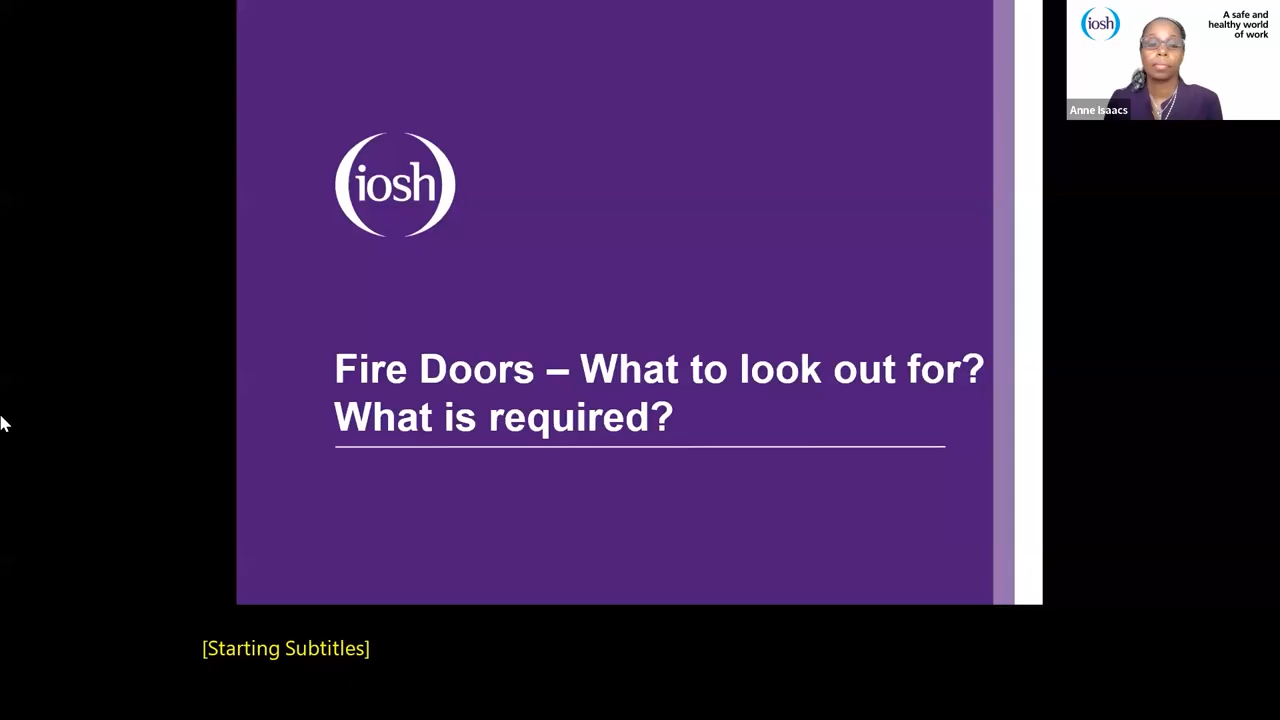 iosh
Fire Doors – What to look out for?
What is required?
iosh
A safe and
healthy world
of work
Anne Isaacs
[Starting Subtitles]